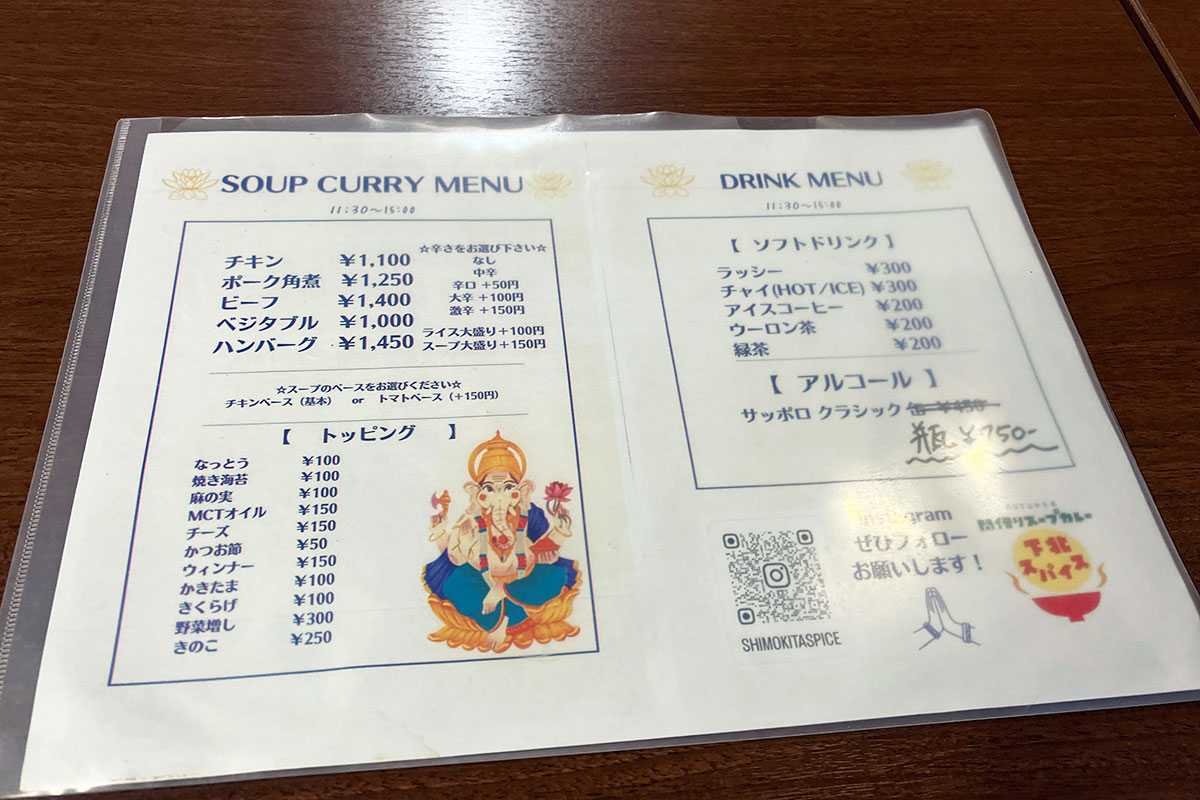 SOUP CURRY MENU
11:30~15:00
チキン ¥1,100
ポーク角煮 ¥1,250
ビーフ ¥1,400
ベジタブル ¥1,000
ハンバーグ ¥1,450
☆辛さをお選び下さい☆
なし
中辛
辛口 +50円
大辛 +100円
激辛 +150円
ライス大盛り+100円
スープ大盛り+150円
☆スープのベースをお選びください☆
チキンベース（基本） or トマトベース（+150円）
【 トッピング 】
なっとう ¥100
焼き海苔 ¥100
麻の実 ¥100
MCTオイル ¥150
チーズ ¥150
かつお節 ¥50
ウィンナー ¥150
かきたま ¥100
きくらげ ¥100
野菜増し ¥300
きのこ ¥250
DRINK MENU
11:30~15:00
【 ソフトドリンク 】
ラッシー ¥300
チャイ(HOT/ICE) ¥300
アイスコーヒー ¥200
ウーロン茶 ¥200
緑茶 ¥200
【 アルコール 】
サッポロ クラシック 缶 ¥450
瓶 ¥750-
Instagram
ぜひフォロー
お願いします！
SHIMOKITASPICE
間借りスープカレー
下北
スパイス